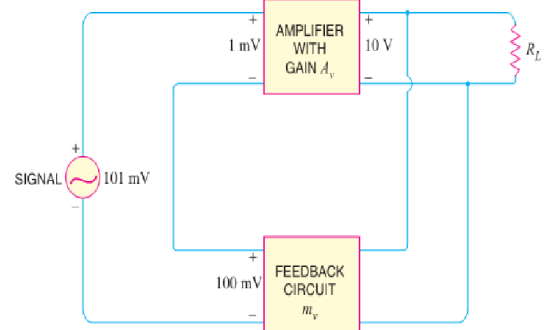 +
+
1 mV
AMPLIFIER
WITH
GAIN A_v
10 V
R_L
–
–
+
SIGNAL
101 mV
–
+
100 mV
FEEDBACK
CIRCUIT
m_v
–